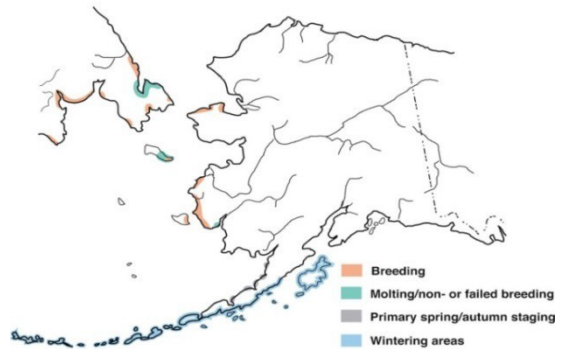 Breeding
Molting/non- or failed breeding
Primary spring/autumn staging
Wintering areas